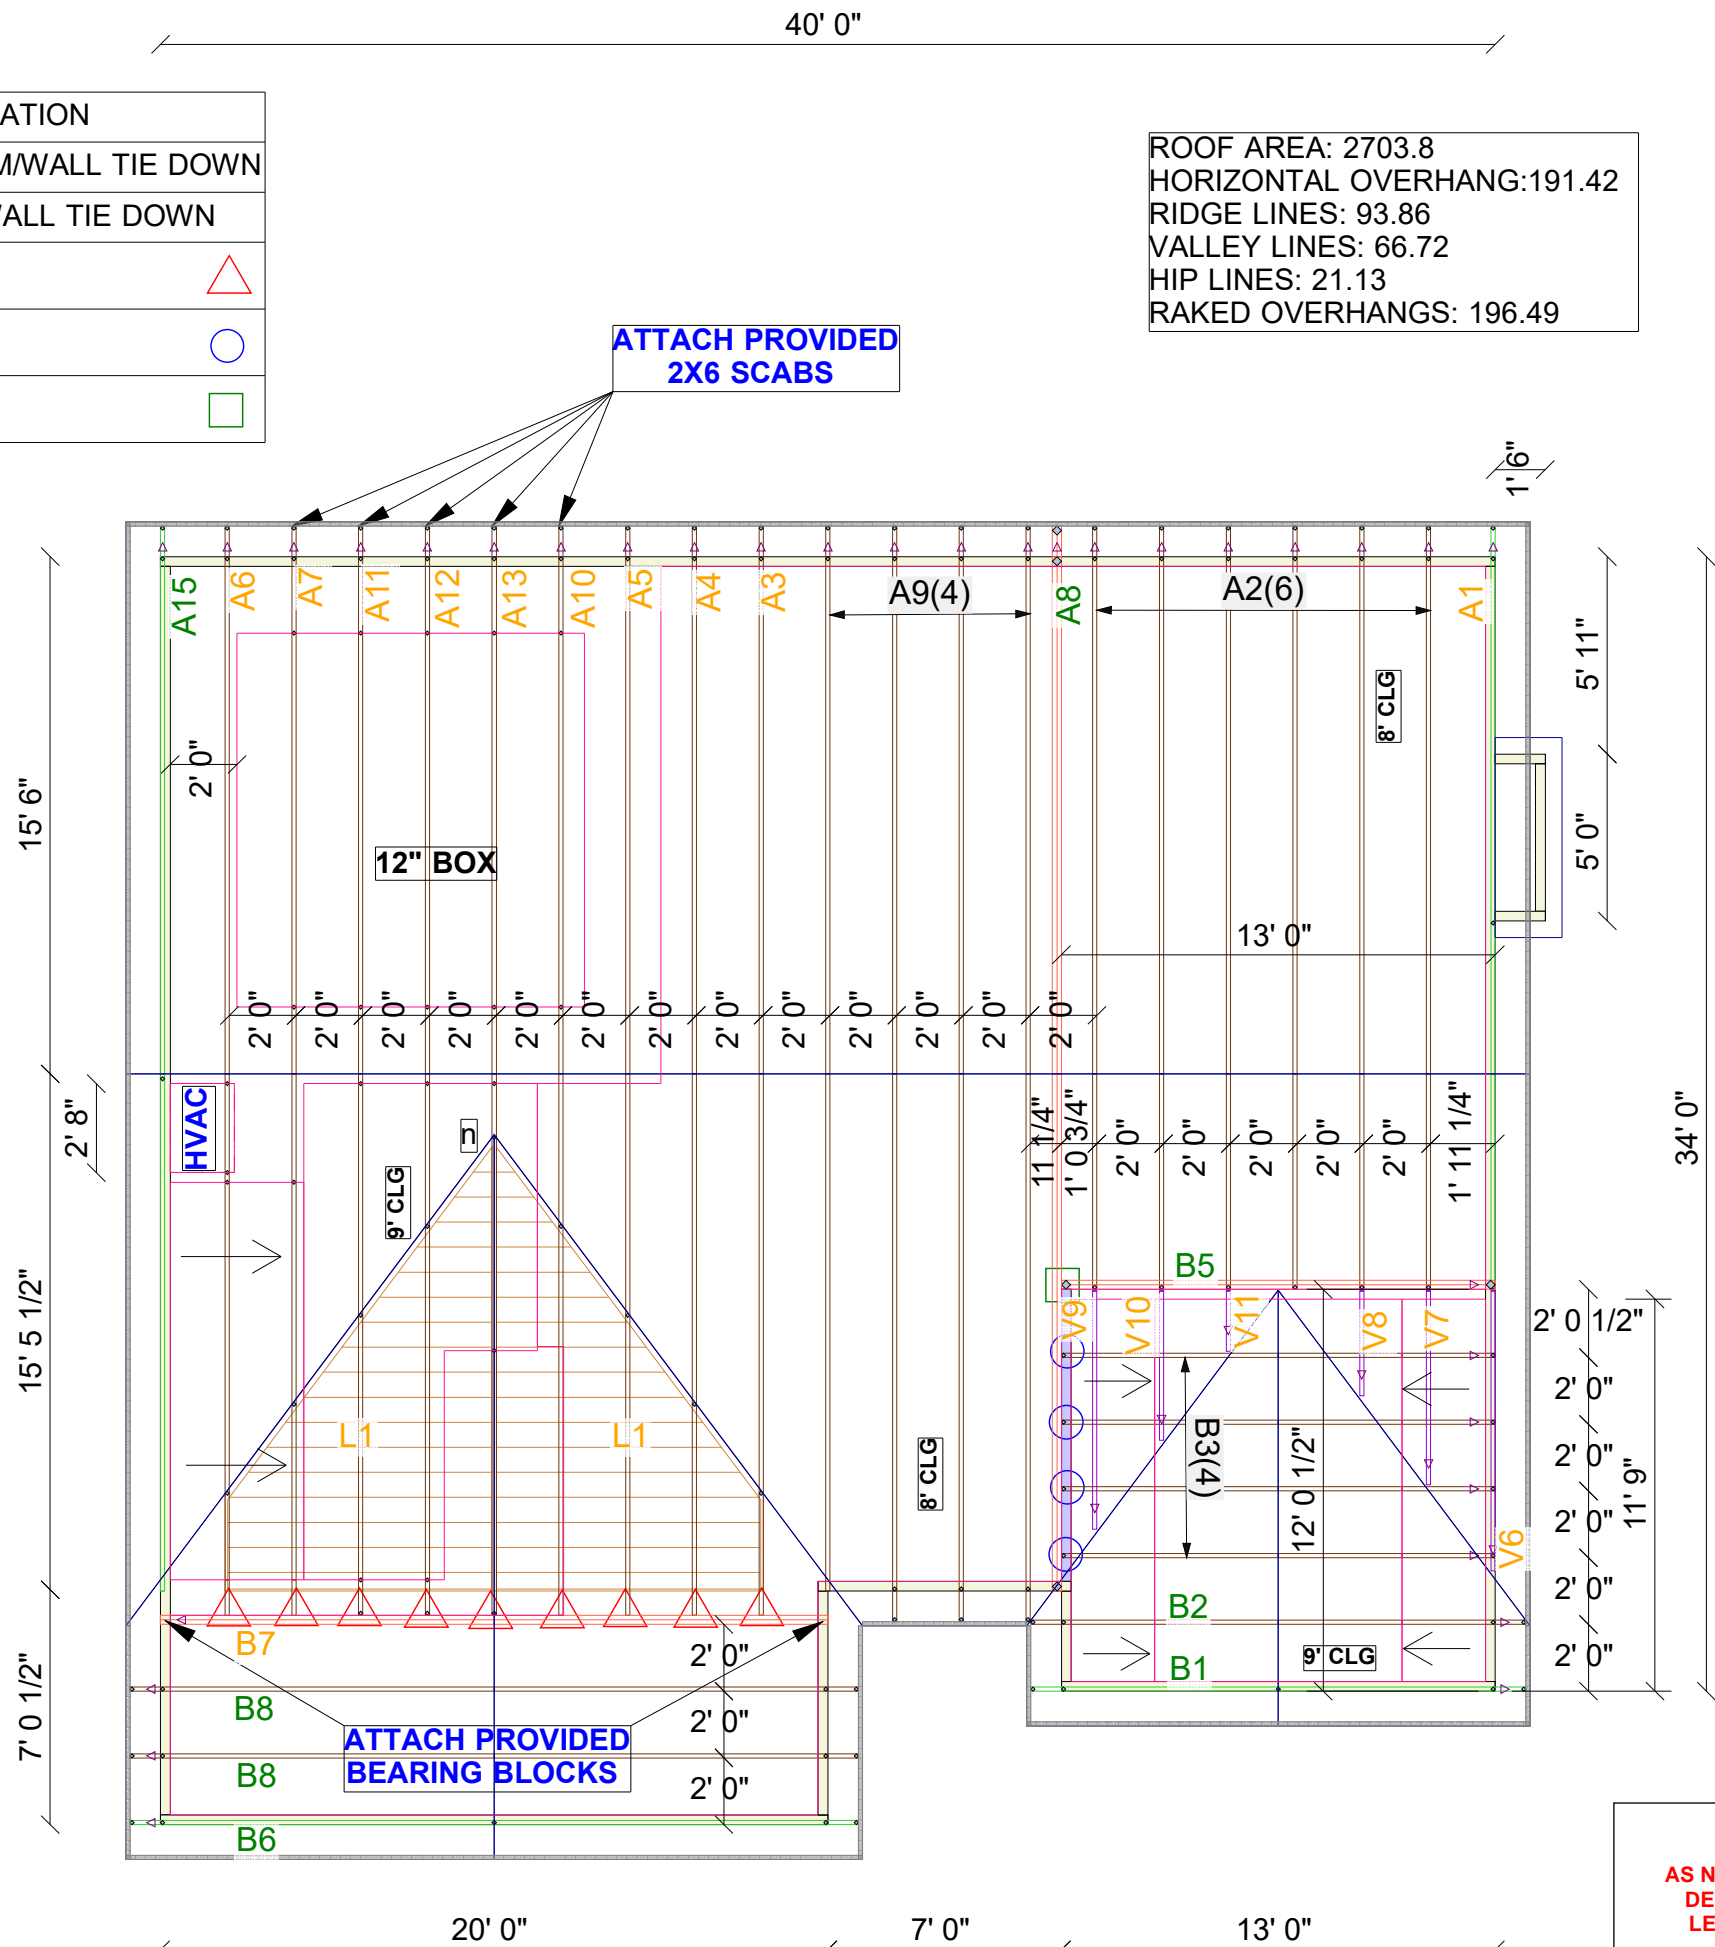 40' 0"
ATION
M/WALL TIE DOWN
WALL TIE DOWN
ROOF AREA: 2703.8
HORIZONTAL OVERHANG:191.42
RIDGE LINES: 93.86
VALLEY LINES: 66.72
HIP LINES: 21.13
RAKED OVERHANGS: 196.49
ATTACH PROVIDED
2X6 SCABS
1' 6"
A15
A6
A7
A11
A12
A13
A10
A5
A4
A3
A9(4)
A8
A2(6)
A1
5' 11"
8' CLG
2' 0"
15' 6"
5' 0"
12" BOX
13' 0"
2' 0"
2' 0"
2' 0"
2' 0"
2' 0"
2' 0"
2' 0"
2' 0"
2' 0"
2' 0"
2' 0"
2' 0"
2' 0"
2' 8"
HVAC
n
11 1/4"
1' 0 3/4"
2' 0"
2' 0"
2' 0"
2' 0"
2' 0"
1' 11 1/4"
34' 0"
9' CLG
B5
15' 5 1/2"
V9
V10
V11
V8
V7
2' 0 1/2"
2' 0"
L1
L1
8' CLG
B3(4)
12' 0 1/2"
2' 0"
11' 9"
2' 0"
V6
2' 0"
B2
B7
2' 0"
9' CLG
2' 0"
B1
7' 0 1/2"
B8
2' 0"
ATTACH PROVIDED
BEARING BLOCKS
B8
2' 0"
B6
AS N
DE
LE
20' 0"
7' 0"
13' 0"